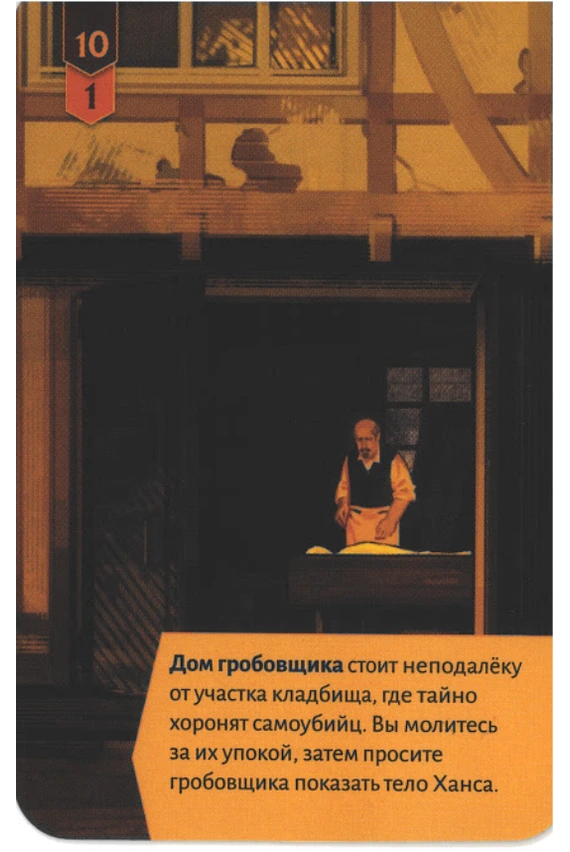 10
1
Дом гробовщика стоит неподалёку
от участка кладбища, где тайно
хоронят самоубийц. Вы молитесь
за их упокой, затем просите
гробовщика показать тело Ханса.